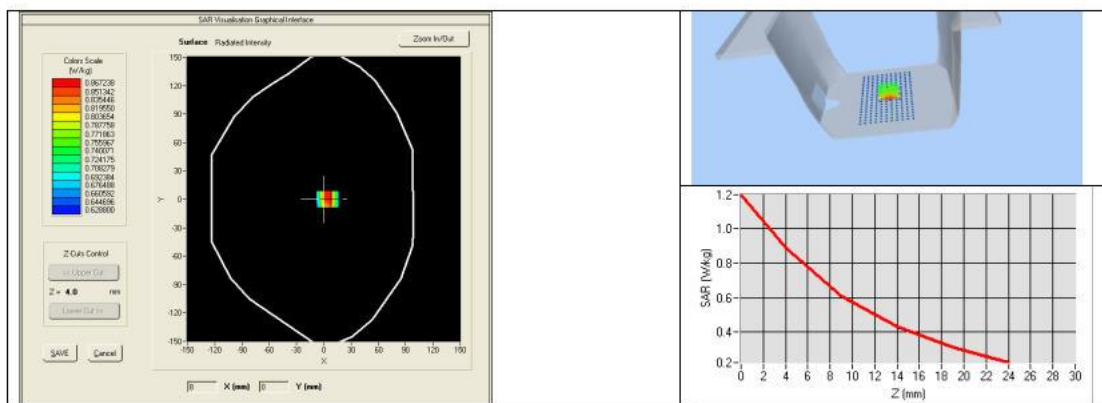 SAR Visualisation Graphical Interface
Surface Radiated Intensity
Zoom In/Out
Colors Scale
(W/kg)
0.867238
0.851342
0.835446
0.819550
0.803654
0.787758
0.771863
0.755967
0.740071
0.724175
0.708279
0.692384
0.676488
0.660592
0.644696
0.628800
Z-Cuts Control
<< Upper Cut
Z = 4.0 mm
Lower Cut >>
SAVE Cancel
150
120
90
60
30
0
-30
-60
-90
-120
-150
Y
-150 -120 -90 -60 -30 0 30 60 90 120 150
X
8 X (mm) 0 Y (mm)
1.2
1.0
0.8
0.6
0.4
0.2
SAR (W/kg)
0 2 4 6 8 10 12 14 16 18 20 22 24 26 28 30
Z (mm)